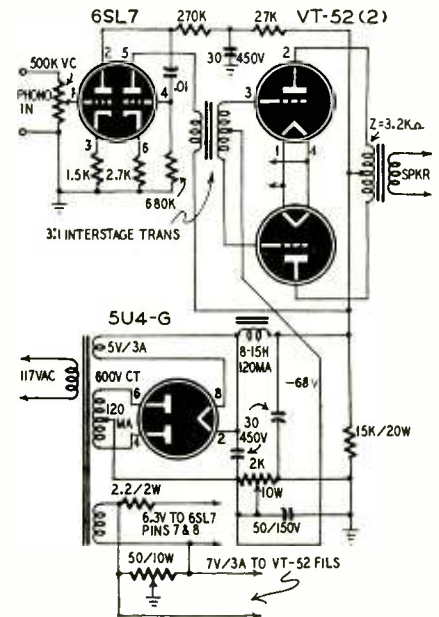 6SL7
270K
27K
VT-52(2)
500K VC
PHONO
IN
1
2
5
4
3
6
.01
30
450V
3
2
1
4
Z=3.2KΩ
SPKR
1.5K
2.7K
680K
3:1 INTERSTAGE TRANS
5U4-G
5V/3A
8-15H
120MA
-68V
117VAC
600V CT
120
MA
6
4
8
2
30
450V
2K
10W
15K/20W
50/150V
2.2/2W
6.3V TO 6SL7
PINS 7 & 8
50/10W
7V/3A TO VT-52 FILS